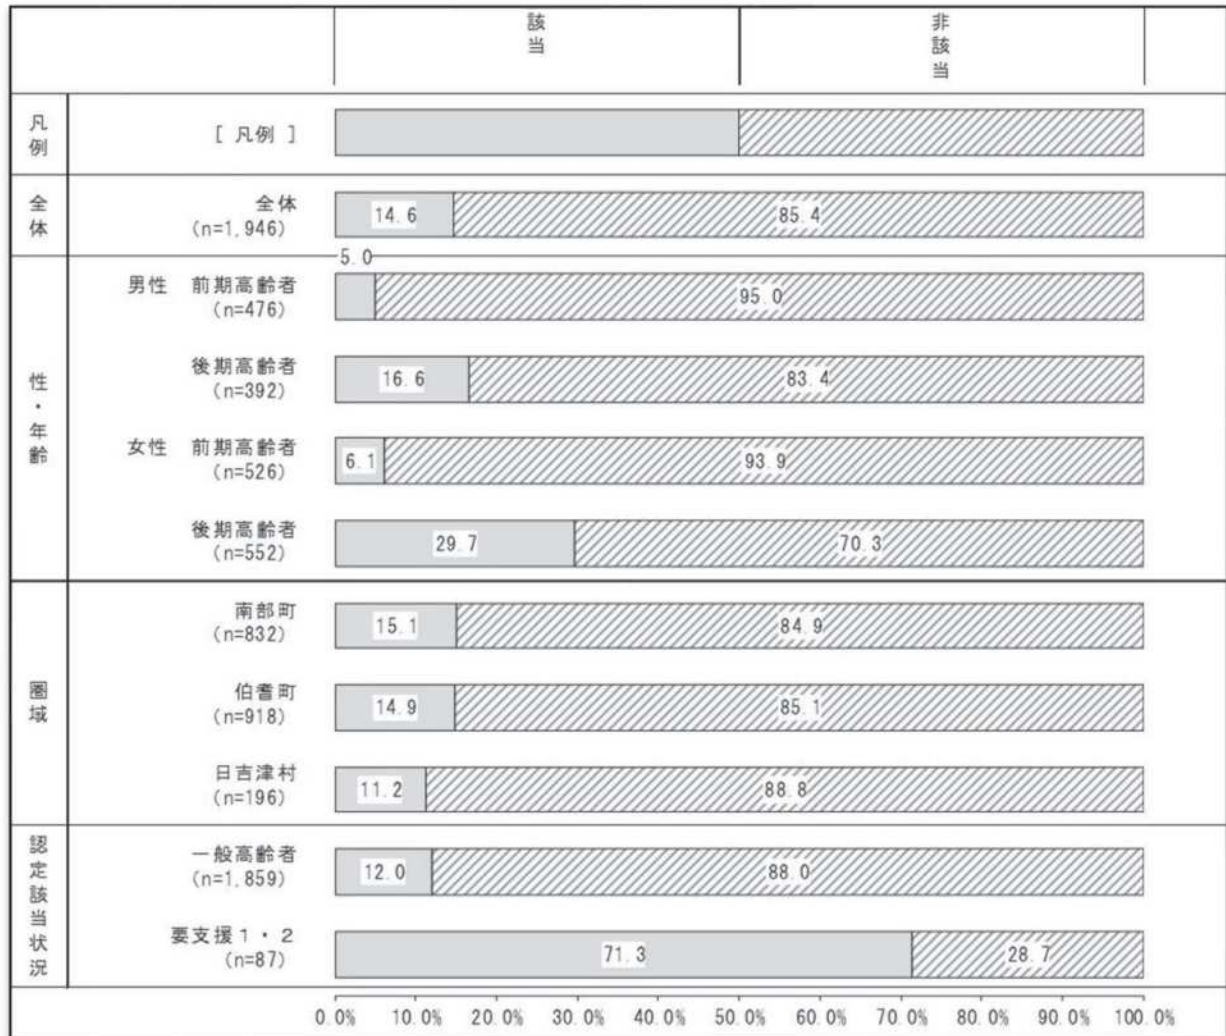 該当
非該当
凡例
[ 凡例 ]
全体
全体
(n=1,946)
14.6
85.4
性・年齢
男性　前期高齢者
(n=476)
5.0
95.0
後期高齢者
(n=392)
16.6
83.4
女性　前期高齢者
(n=526)
6.1
93.9
後期高齢者
(n=552)
29.7
70.3
圏域
南部町
(n=832)
15.1
84.9
伯耆町
(n=918)
14.9
85.1
日吉津村
(n=196)
11.2
88.8
認定該当状況
一般高齢者
(n=1,859)
12.0
88.0
要支援１・２
(n=87)
71.3
28.7
0.0% 10.0% 20.0% 30.0% 40.0% 50.0% 60.0% 70.0% 80.0% 90.0% 100.0%